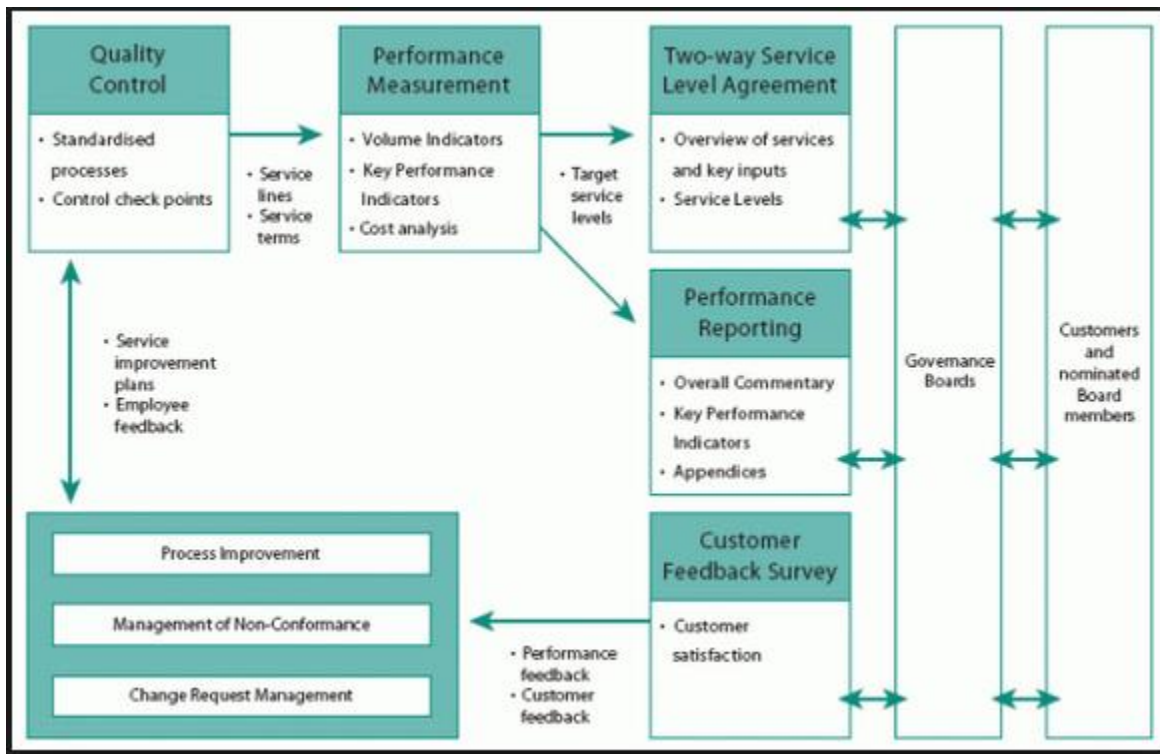 Quality
Control
• Standardised
processes
• Control check points
• Service
lines
• Service
terms
Performance
Measurement
• Volume Indicators
• Key Performance
Indicators
• Cost analysis
• Target
service
levels
Two-way Service
Level Agreement
• Overview of services
and key inputs
• Service Levels
Performance
Reporting
• Overall Commentary
• Key Performance
Indicators
• Appendices
Governance
Boards
Customers
and
nominated
Board
members
• Service
improvement
plans
• Employee
feedback
Process Improvement
Management of Non-Conformance
Change Request Management
• Performance
feedback
• Customer
feedback
Customer
Feedback Survey
• Customer
satisfaction